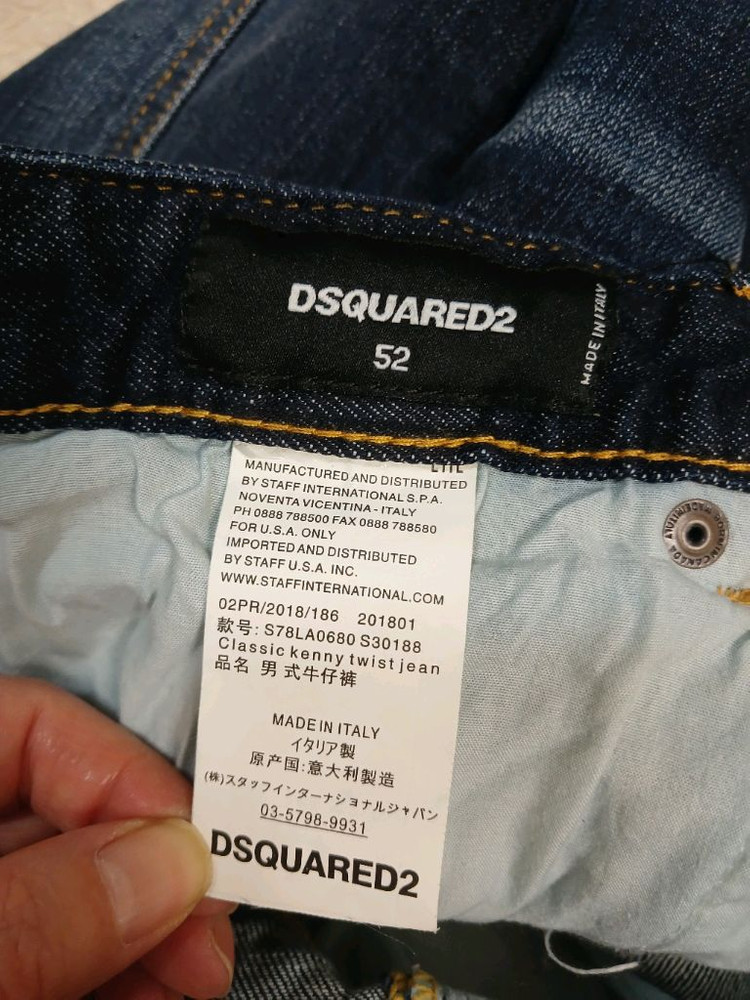 DSQUARED2
52
MADE IN ITALY
MANUFACTURED AND DISTRIBUTED
BY STAFF INTERNATIONAL S.P.A.
NOVENTA VICENTINA - ITALY
PH 0888 788500 FAX 0888 788580
FOR U.S.A. ONLY
IMPORTED AND DISTRIBUTED
BY STAFF U.S.A. INC.
WWW.STAFFINTERNATIONAL.COM
02PR/2018/186 201801
款号: S78LA0680 S30188
Classic kenny twist jean
品名 男 式牛仔裤
MADE IN ITALY
イタリア製
原产国:意大利製造
(株)スタッフインターナショナルジャパン
03-5798-9931
DSQUARED2